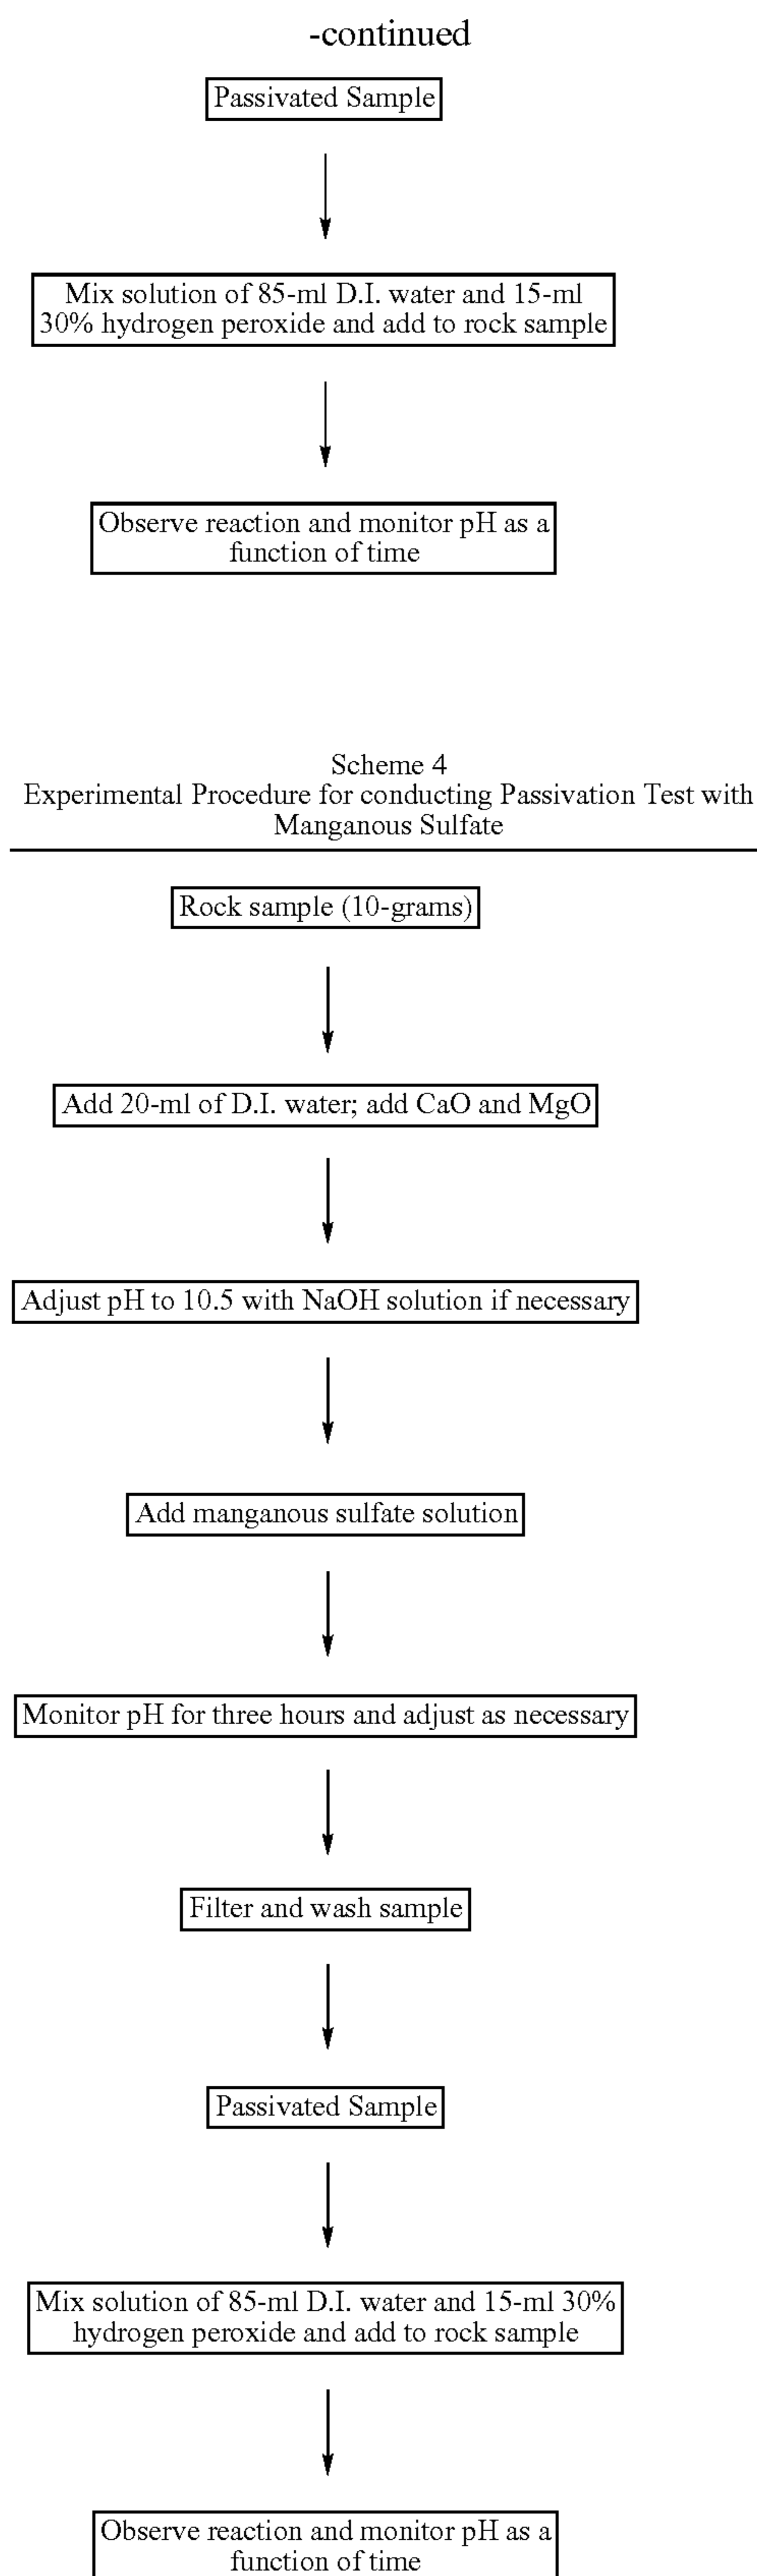 -continued
Passivated Sample
Mix solution of 85-ml D.I. water and 15-ml
30% hydrogen peroxide and add to rock sample
Observe reaction and monitor pH as a
function of time
Scheme 4
Experimental Procedure for conducting Passivation Test with
Manganous Sulfate
Rock sample (10-grams)
Add 20-ml of D.I. water; add CaO and MgO
Adjust pH to 10.5 with NaOH solution if necessary
Add manganous sulfate solution
Monitor pH for three hours and adjust as necessary
Filter and wash sample
Passivated Sample
Mix solution of 85-ml D.I. water and 15-ml 30%
hydrogen peroxide and add to rock sample
Observe reaction and monitor pH as a
function of time